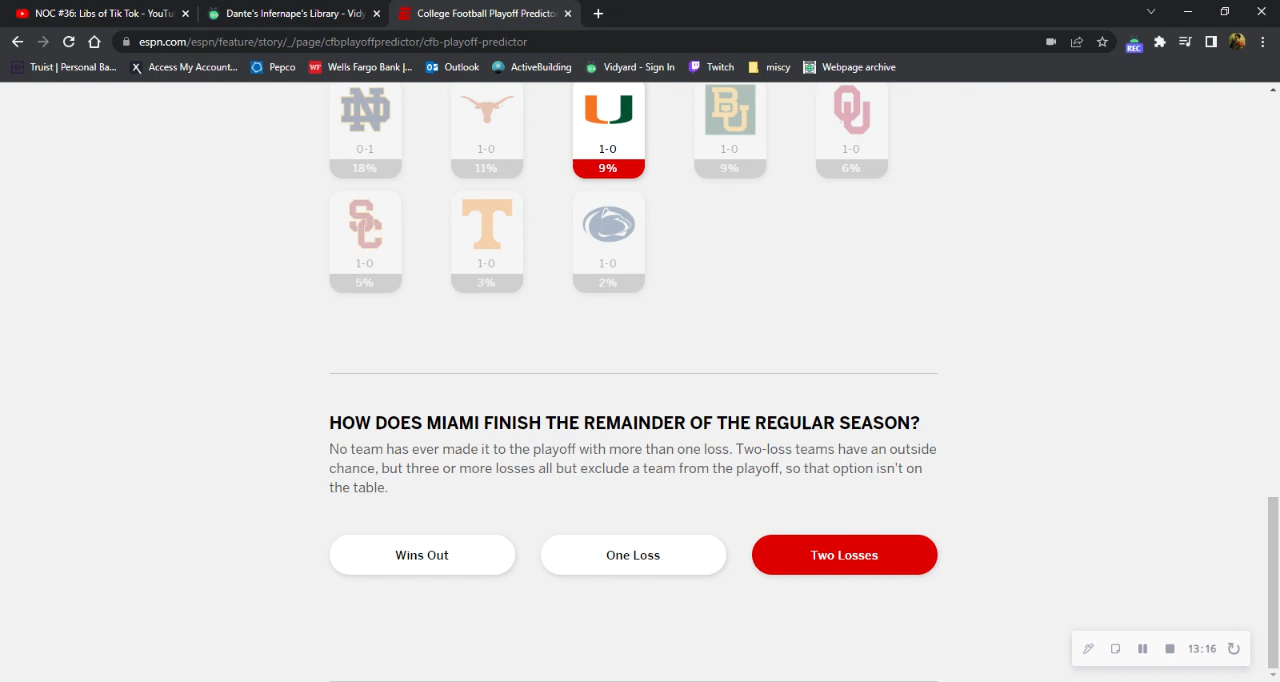 NOC #36: Libs of Tik Tok - YouTu
Dante's Infernape's Library - Vidy
College Football Playoff Predictor
espn.com/espn/feature/story/_/page/cfbplayoffpredictor/cfb-playoff-predictor
REC
Truist | Personal Ba...
Access My Account...
Pepco
Wells Fargo Bank |...
Outlook
ActiveBuilding
Vidyard - Sign In
Twitch
miscy
Webpage archive
ND
U
BU
OU
0-1
1-0
1-0
1-0
1-0
18%
11%
9%
9%
6%
SC
T
1-0
1-0
1-0
5%
3%
2%
HOW DOES MIAMI FINISH THE REMAINDER OF THE REGULAR SEASON?
No team has ever made it to the playoff with more than one loss. Two-loss teams have an outside
chance, but three or more losses all but exclude a team from the playoff, so that option isn't on
the table.
Wins Out
One Loss
Two Losses
13:16